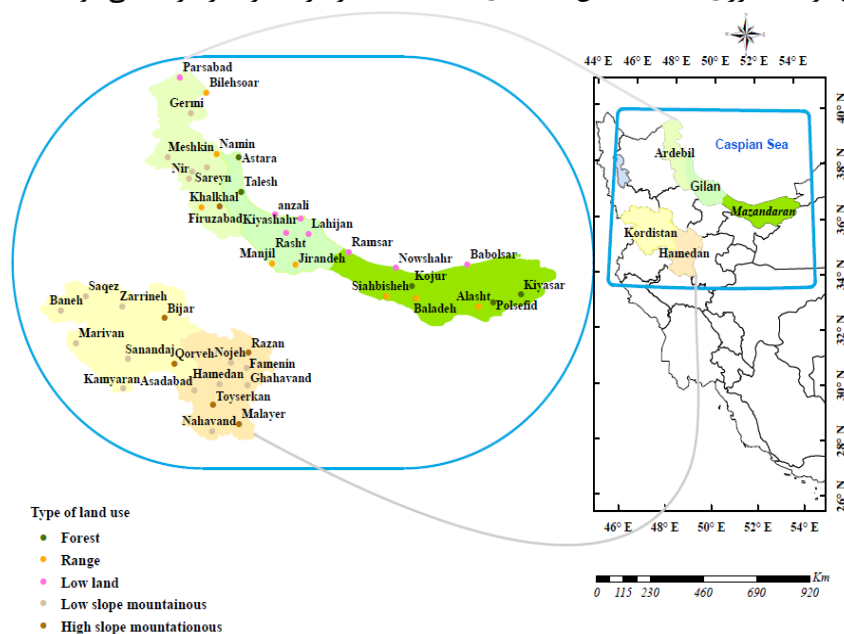 Parsabad
Bilehsoar
Germi
Meshkin
Namin
Astara
Nir
Sareyn
Talesh
Khalkhal
Firuzabad
Kiyashahr
anzali
Lahijan
Rasht
Manjil
Jirandeh
Ramsar
Nowshahr
Babolsar
Siahbisheh
Kojur
Baladeh
Alasht
Polsefid
Kiyasar
Saqez
Baneh
Zarrineh
Bijar
Marivan
Sanandaj
Qorveh
Nojeh
Razan
Famenin
Kamyaran
Asadabad
Hamedan
Ghahavand
Toyserkan
Malayer
Nahavand
Type of land use
Forest
Range
Low land
Low slope mountainous
High slope mountationous
44° E 46° E 48° E 50° E 52° E 54° E
Caspian Sea
Ardebil
Gilan
Mazandaran
Kordistan
Hamedan
40° N
38° N
36° N
34° N
32° N
30° N
28° N
26° N
46° E 48° E 50° E 52° E 54° E
Km
0 115 230 460 690 920